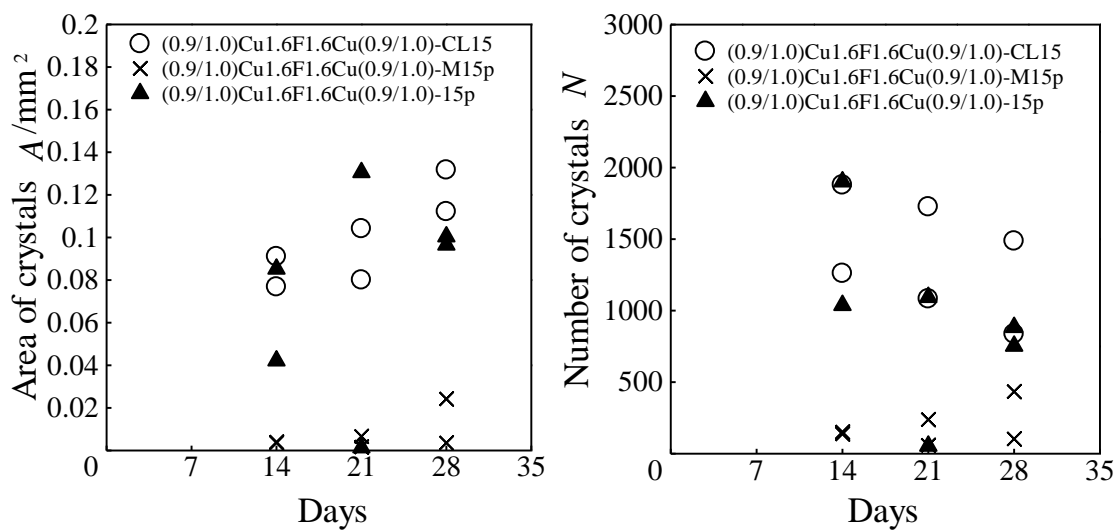 Area of crystals A/mm²
0.2
0.18
0.16
0.14
0.12
0.1
0.08
0.06
0.04
0.02
0
7
14
21
28
35
Days
(0.9/1.0)Cu1.6F1.6Cu(0.9/1.0)-CL15
(0.9/1.0)Cu1.6F1.6Cu(0.9/1.0)-M15p
(0.9/1.0)Cu1.6F1.6Cu(0.9/1.0)-15p
Number of crystals N
3000
2500
2000
1500
1000
500
0
7
14
21
28
35
Days
(0.9/1.0)Cu1.6F1.6Cu(0.9/1.0)-CL15
(0.9/1.0)Cu1.6F1.6Cu(0.9/1.0)-M15p
(0.9/1.0)Cu1.6F1.6Cu(0.9/1.0)-15p